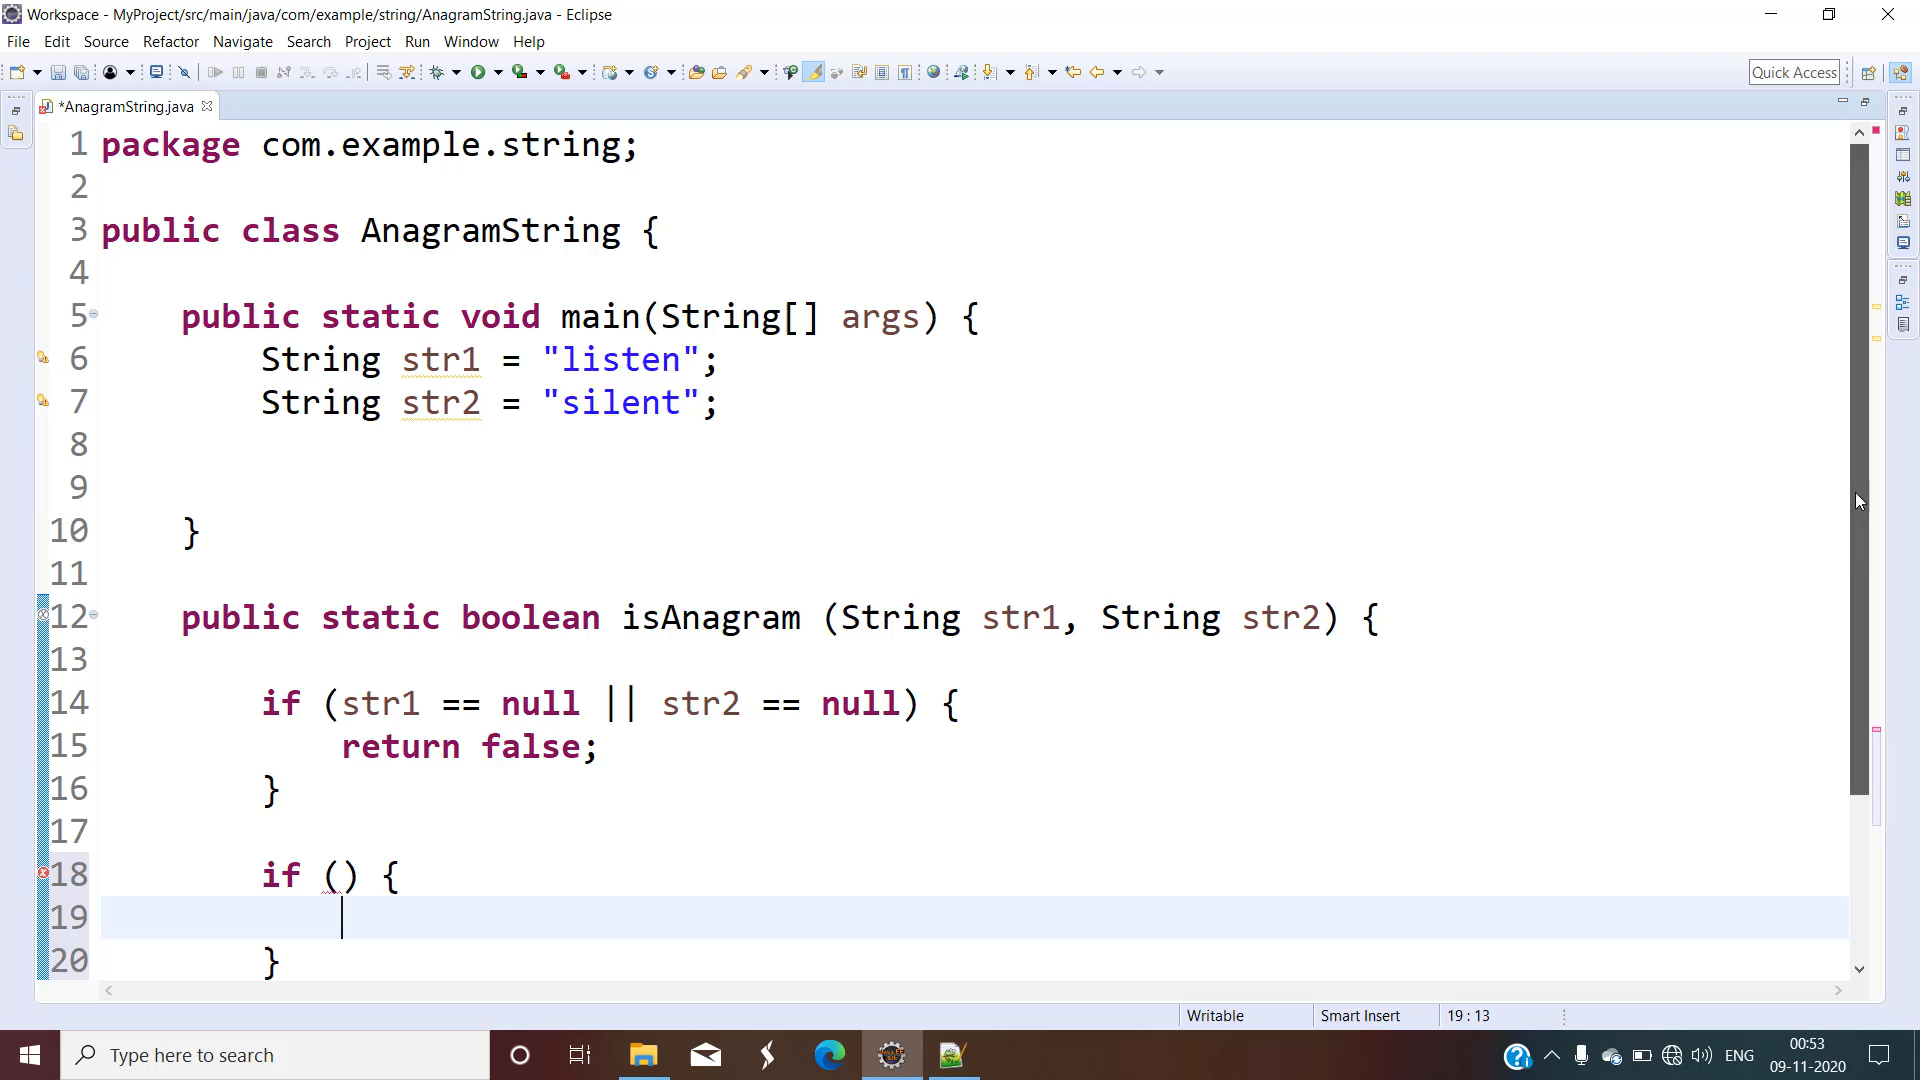 Workspace - MyProject/src/main/java/com/example/string/AnagramString.java - Eclipse
File Edit Source Refactor Navigate Search Project Run Window Help
Quick Access
*AnagramString.java
1 package com.example.string;
2
3 public class AnagramString {
4
5 public static void main(String[] args) {
6 String str1 = "listen";
7 String str2 = "silent";
8
9
10 }
11
12 public static boolean isAnagram (String str1, String str2) {
13
14 if (str1 == null || str2 == null) {
15 return false;
16 }
17
18 if () {
19
20 }
Writable Smart Insert 19 : 13
Type here to search
ENG
00:53
09-11-2020